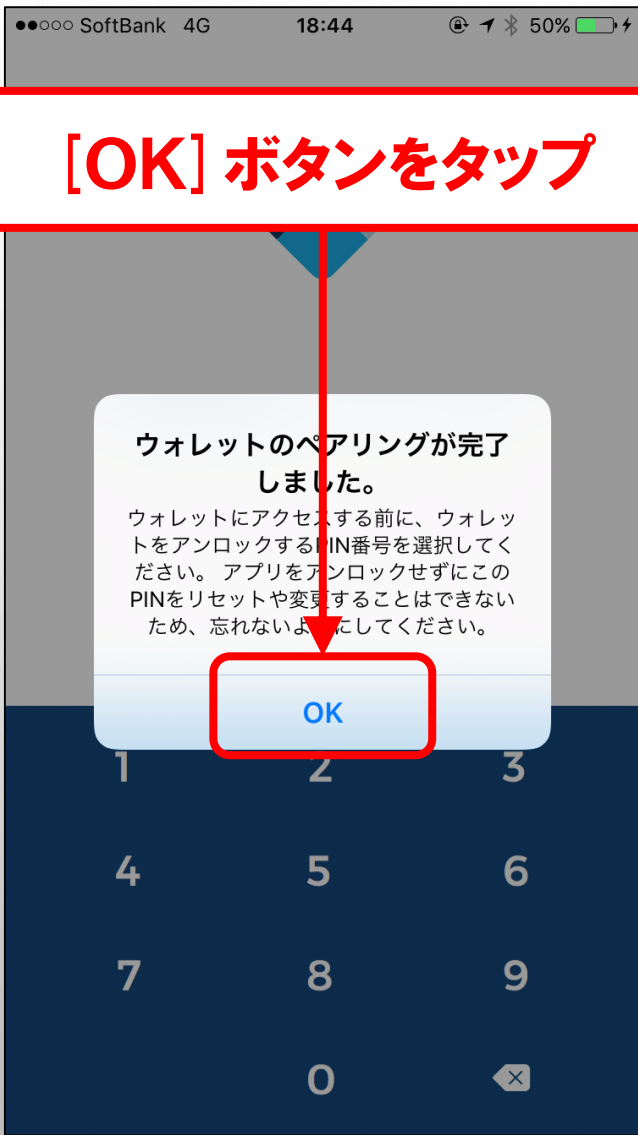 SoftBank 4G 18:44 50%
[OK] ボタンをタップ
ウォレットのペアリングが完了
しました。
ウォレットにアクセスする前に、ウォレッ
トをアンロックするPIN番号を選択してく
ださい。 アプリをアンロックせずにこの
PINをリセットや変更することはできない
ため、忘れないようにしてください。
OK
1 2 3
4 5 6
7 8 9
0